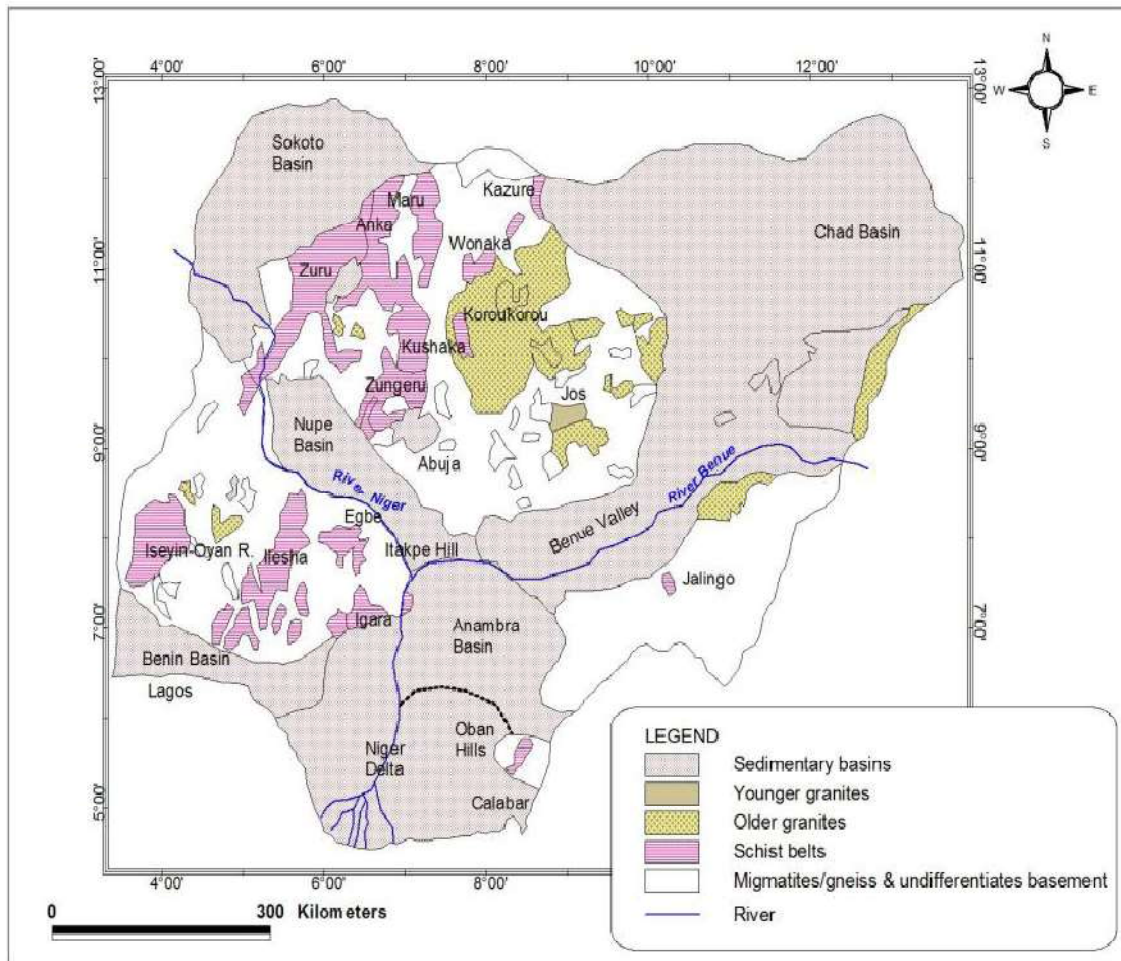 N
W E
S
4°00' 6°00' 8°00' 10°00' 12°00'
13°00' 13°00'
Sokoto
Basin
Kazure
Maru
Anka
Wonaka
Chad Basin
11°00' 11°00'
Zuru
Koroukorou
Kushaka
Zungeru
Jos
Nupe
Basin
9°00' 9°00'
Abuja
River Niger
River Benue
Egbe
Benue Valley
Iseyin-Oyan R.
Ifesha
Itakpe Hill
Jalingo
7°00' 7°00'
Igara
Anambra
Basin
Benin Basin
Lagos
Oban
Hills
Niger
Delta
Calabar
5°00'
4°00' 6°00' 8°00'
0 300 Kilometers
LEGEND
Sedimentary basins
Younger granites
Older granites
Schist belts
Migmatites/gneiss & undifferentiates basement
River